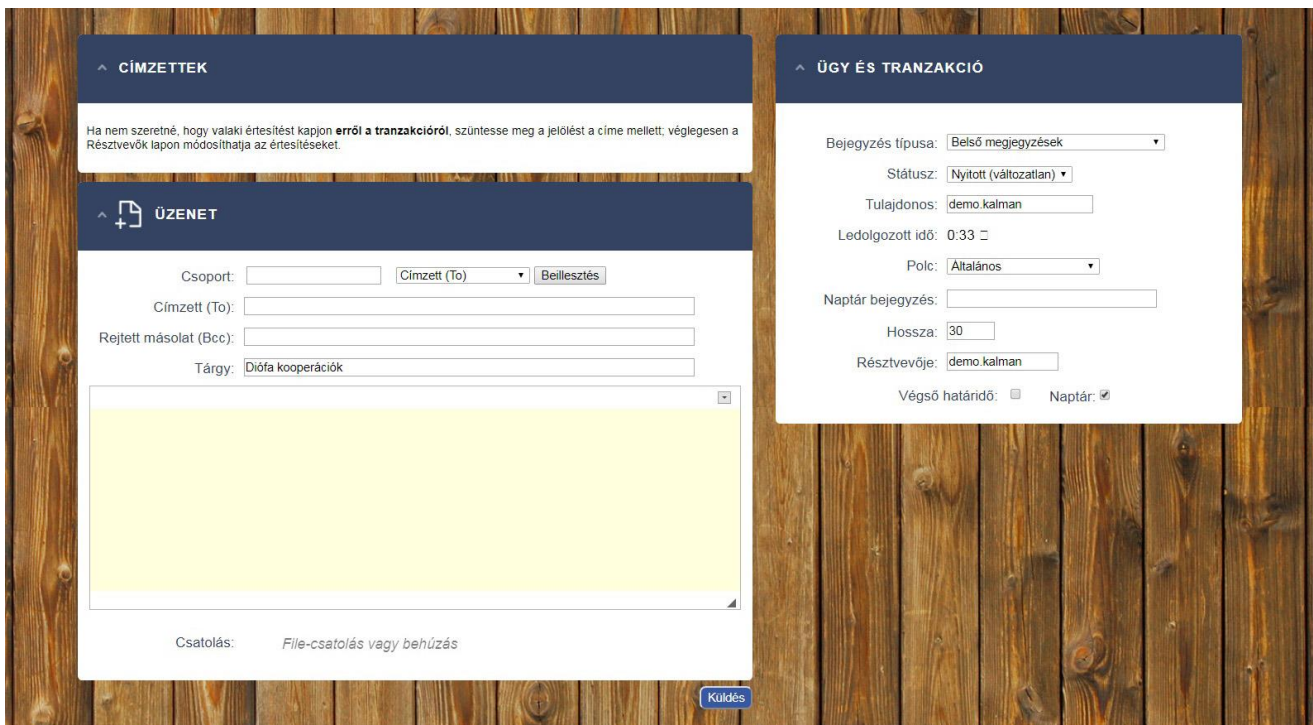 CÍMZETTEK
Ha nem szeretné, hogy valaki értesítést kapjon erről a tranzakcióról, szüntesse meg a jelölést a címe mellett; véglegesen a
Résztvevők lapon módosíthatja az értesítéseket.
ÜZENET
Csoport: Címzett (To) Beillesztés
Címzett (To):
Rejtett másolat (Bcc):
Tárgy: Diófa kooperációk
Csatolás: File-csatolás vagy behúzás
Küldés
ÜGY ÉS TRANZAKCIÓ
Bejegyzés típusa: Belső megjegyzések
Státusz: Nyitott (változatlan)
Tulajdonos: demo.kalman
Ledolgozott idő: 0:33
Polc: Általános
Naptár bejegyzés:
Hossza: 30
Résztvevője: demo.kalman
Végső határidő: Naptár: